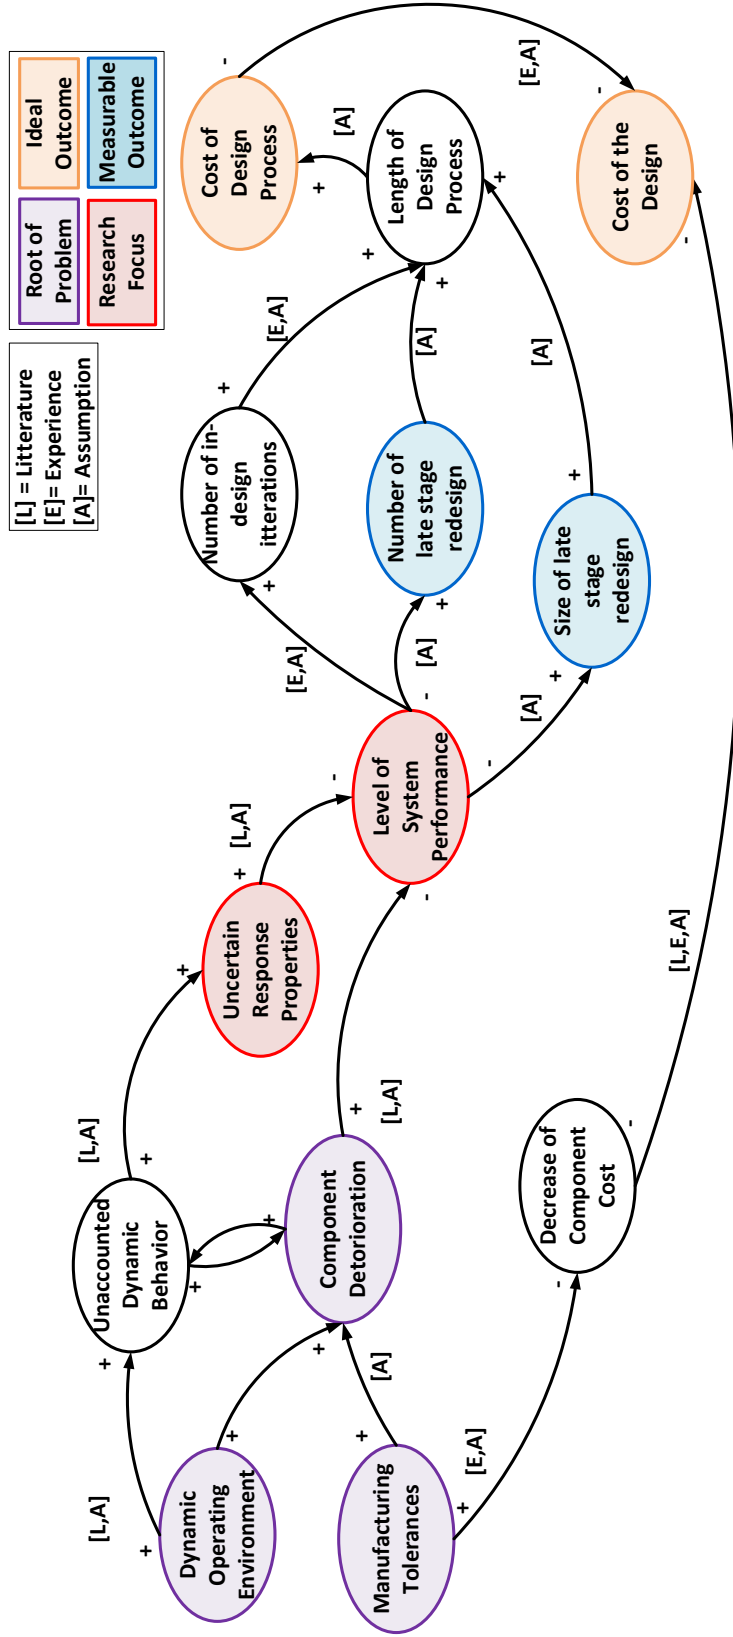 [L] = Litterature
[E]= Experience
[A]= Assumption
Root of
Problem
Ideal
Outcome
Research
Focus
Measurable
Outcome
[L,A]
+
+
Dynamic
Operating
Environment
+
+
Unaccounted
Dynamic
Behavior
+
+
+
[L,A]
+
Uncertain
Response
Properties
+
[L,A]
-
Manufacturing
Tolerances
+
[A]
+
[E,A]
-
Component
Detorioration
+
[L,A]
-
Level of
System
Performance
-
-
[E,A]
+
Number of in-
design
itterations
+
[E,A]
+
[A]
+
Number of
late stage
redesign
[A]
+
[A]
+
Size of late
stage
redesign
+
[A]
+
Length of
Design
Process
+
[A]
Cost of
Design
Process
-
[E,A]
-
Cost of the
Design
-
Decrease of
Component
Cost
-
[L,E,A]